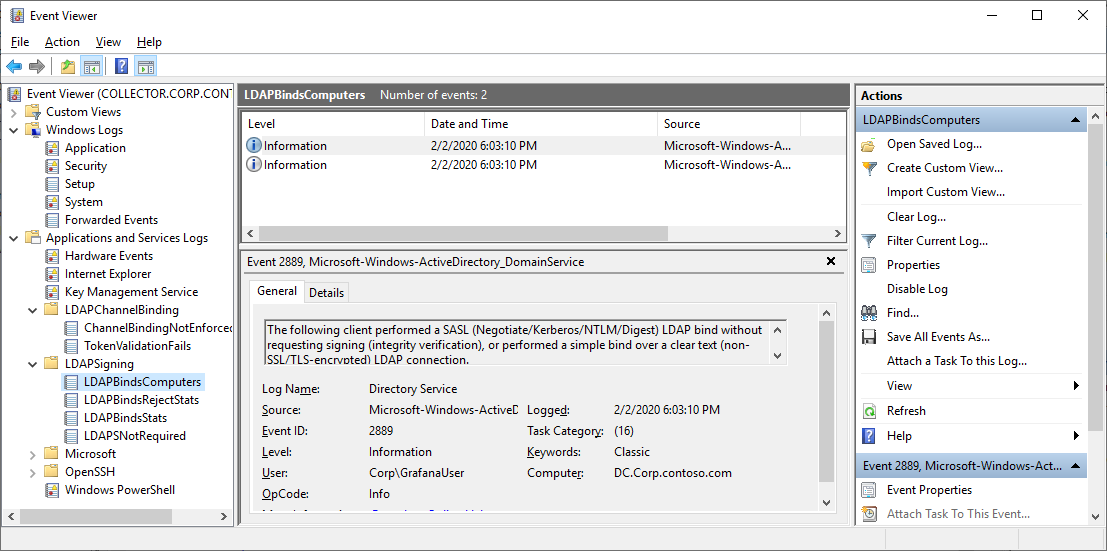 Event Viewer
File Action View Help
Event Viewer (COLLECTOR.CORP.CONT
Custom Views
Windows Logs
Application
Security
Setup
System
Forwarded Events
Applications and Services Logs
Hardware Events
Internet Explorer
Key Management Service
LDAPChannelBinding
ChannelBindingNotEnforced
TokenValidationFails
LDAPSigning
LDAPBindsComputers
LDAPBindsRejectStats
LDAPBindsStats
LDAPSNotRequired
Microsoft
OpenSSH
Windows PowerShell
LDAPBindsComputers Number of events: 2
Level Date and Time Source
Information 2/2/2020 6:03:10 PM Microsoft-Windows-A...
Information 2/2/2020 6:03:10 PM Microsoft-Windows-A...
Event 2889, Microsoft-Windows-ActiveDirectory_DomainService
General Details
The following client performed a SASL (Negotiate/Kerberos/NTLM/Digest) LDAP bind without
requesting signing (integrity verification), or performed a simple bind over a clear text (non-
SSL/TLS-encrypted) LDAP connection.
Log Name: Directory Service
Source: Microsoft-Windows-ActiveD Logged: 2/2/2020 6:03:10 PM
Event ID: 2889 Task Category: (16)
Level: Information Keywords: Classic
User: Corp\GrafanaUser Computer: DC.Corp.contoso.com
OpCode: Info
Actions
LDAPBindsComputers
Open Saved Log...
Create Custom View...
Import Custom View...
Clear Log...
Filter Current Log...
Properties
Disable Log
Find...
Save All Events As...
Attach a Task To this Log...
View
Refresh
Help
Event 2889, Microsoft-Windows-Act...
Event Properties
Attach Task To This Event...